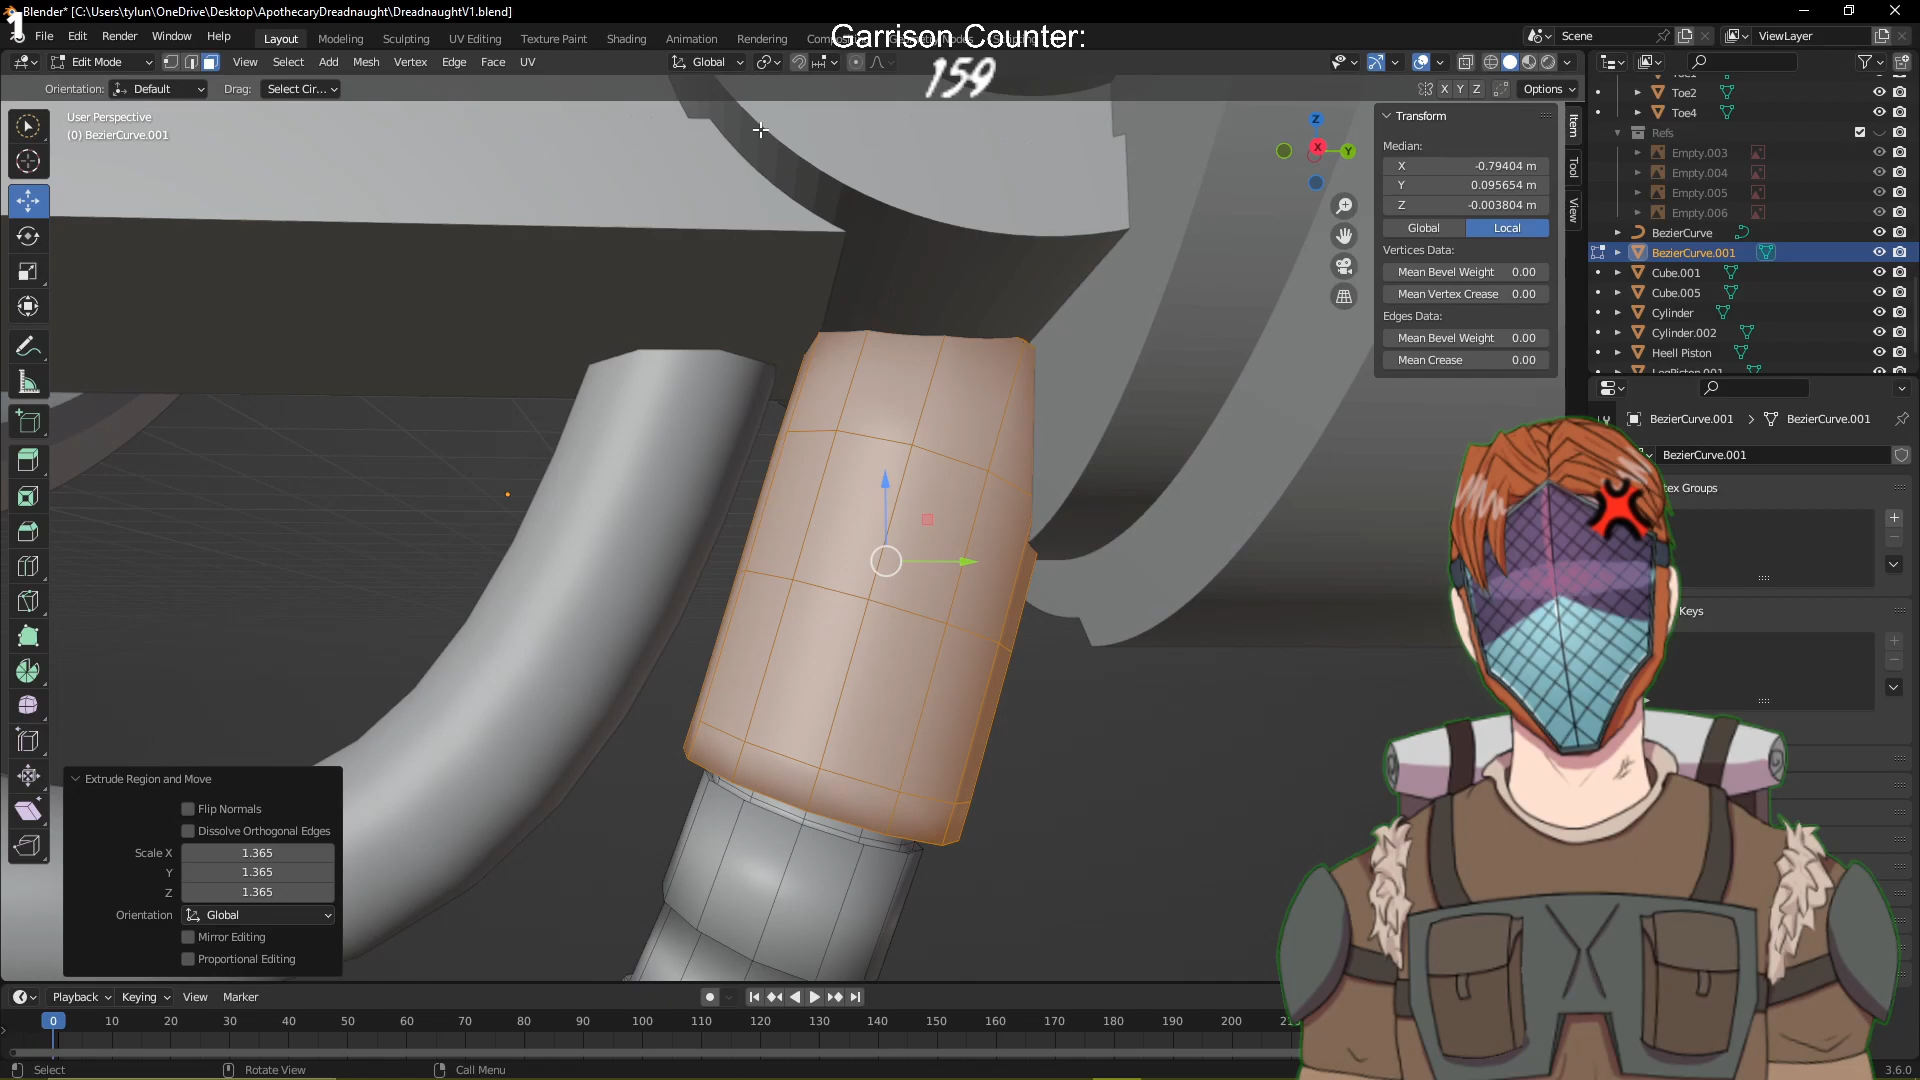 1
Blender* [C:\Users\tylun\OneDrive\Desktop\ApothecaryDreadnaught\DreadnaughtV1.blend]
File Edit Render Window Help
Layout Modeling Sculpting UV Editing Texture Paint Shading Animation Rendering
Garrison Counter:
159
Scene
ViewLayer
Edit Mode
View Select Add Mesh Vertex Edge Face UV
Global
Orientation: Default
Drag: Select Cir...
X Y Z
Options
User Perspective
(0) BezierCurve.001
Z
X
Y
Transform
Median:
X -0.79404 m
Y 0.095654 m
Z -0.003804 m
Global Local
Vertices Data:
Mean Bevel Weight 0.00
Mean Vertex Crease 0.00
Edges Data:
Mean Bevel Weight 0.00
Mean Crease 0.00
Item
Tool
View
Toe2
Toe4
Refs
Empty.003
Empty.004
Empty.005
Empty.006
BezierCurve
BezierCurve.001
Cube.001
Cube.005
Cylinder
Cylinder.002
Heell Piston
BezierCurve.001 > BezierCurve.001
BezierCurve.001
Extrude Region and Move
Flip Normals
Dissolve Orthogonal Edges
Scale X 1.365
Y 1.365
Z 1.365
Orientation Global
Mirror Editing
Proportional Editing
Playback Keying View Marker
0 10 20 30 40 50 60 70 80 90 100 110 120 130 140 150 160 170 180 190 200
Select
Rotate View
Call Menu
3.6.0